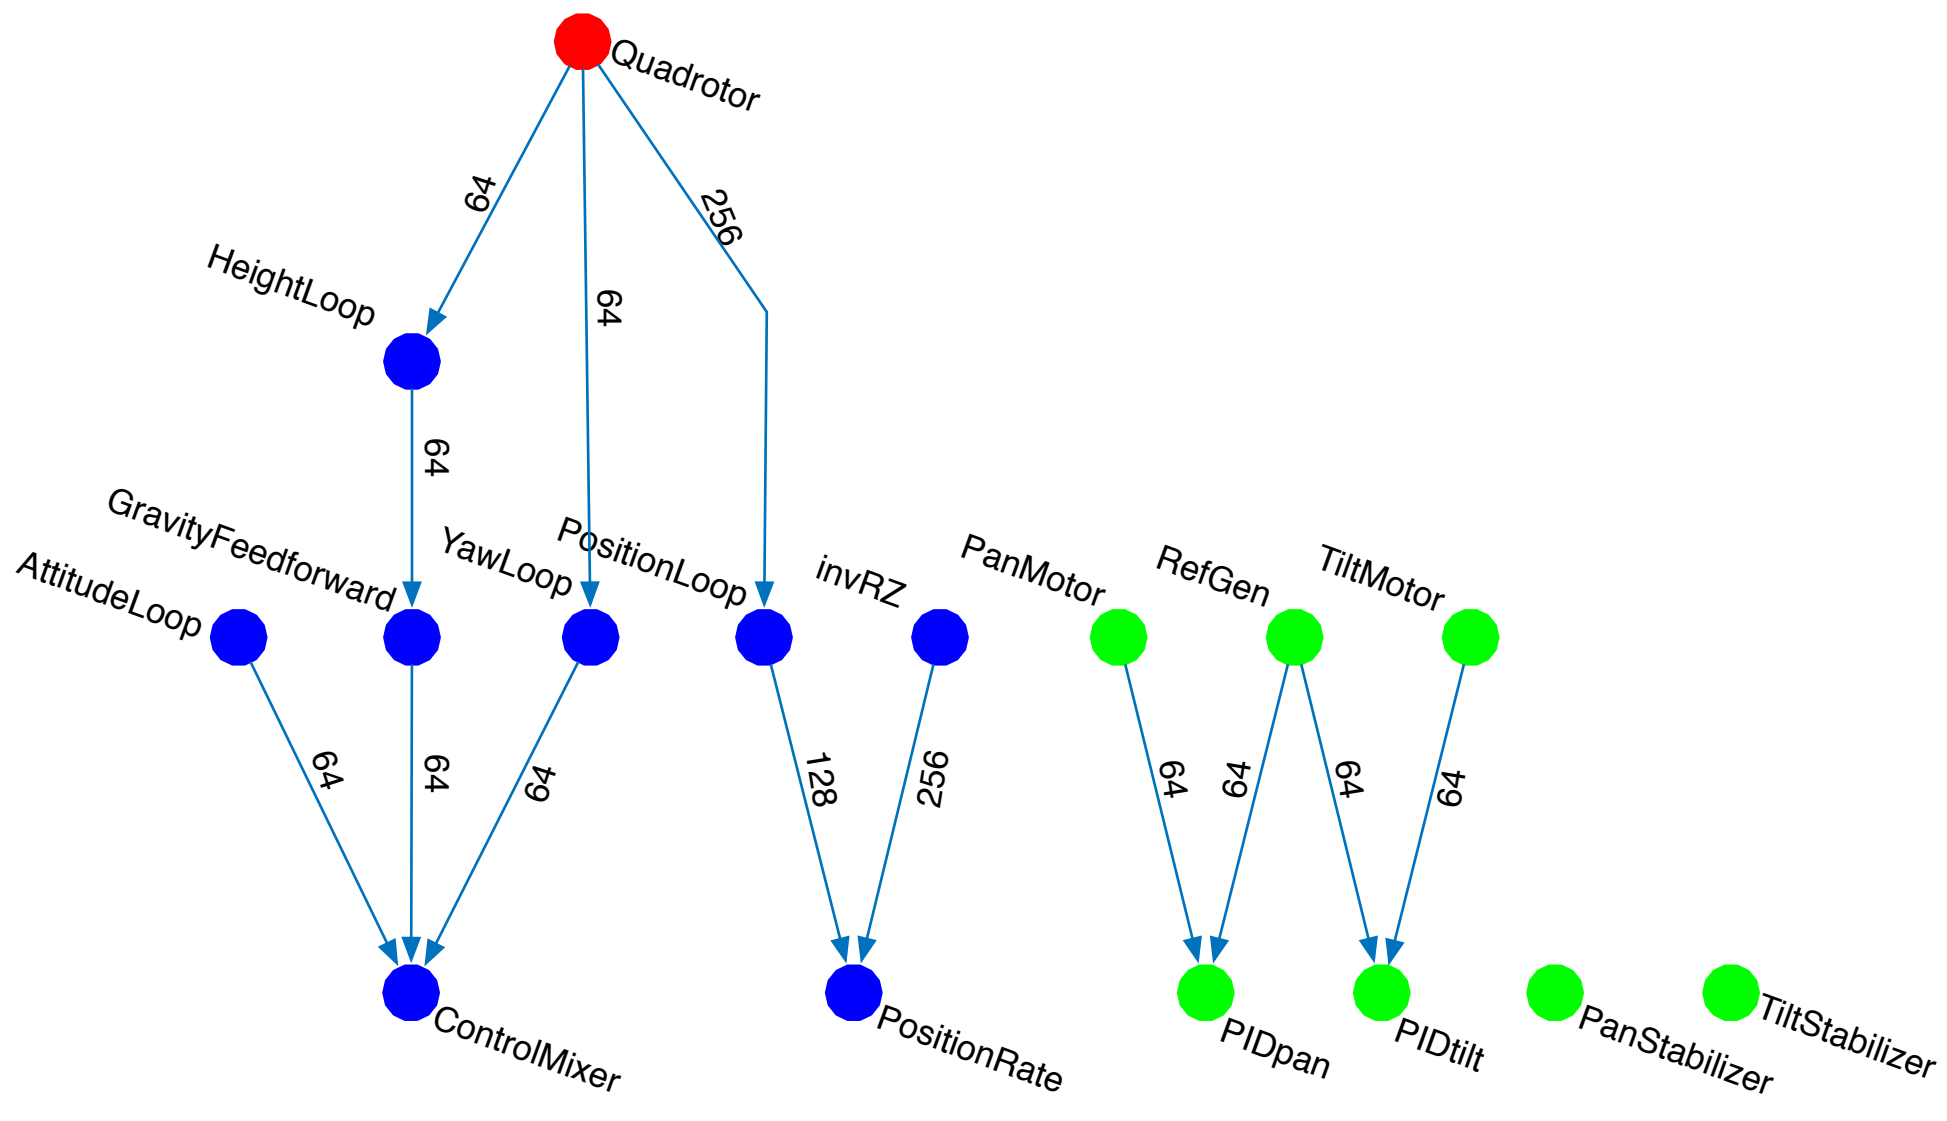 Quadrotor
64
256
HeightLoop
64
64
GravityFeedforward
YawLoop
PositionLoop
AttitudeLoop
invRZ
PanMotor
RefGen
TiltMotor
64
64
64
128
256
64
64
64
64
ControlMixer
PositionRate
PIDpan
PIDtilt
PanStabilizer
TiltStabilizer